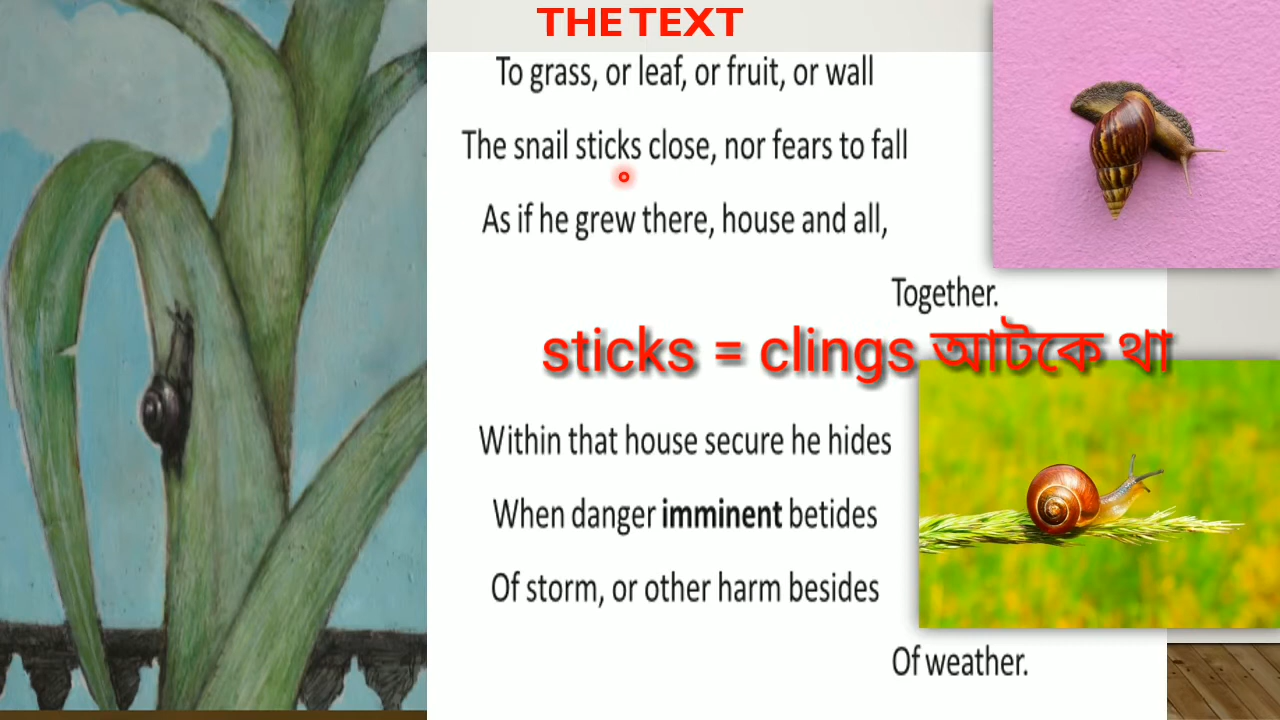 THE TEXT
To grass, or leaf, or fruit, or wall
The snail sticks close, nor fears to fall
As if he grew there, house and all,
Together.
sticks = clings আটকে থা
Within that house secure he hides
When danger imminent betides
Of storm, or other harm besides
Of weather.